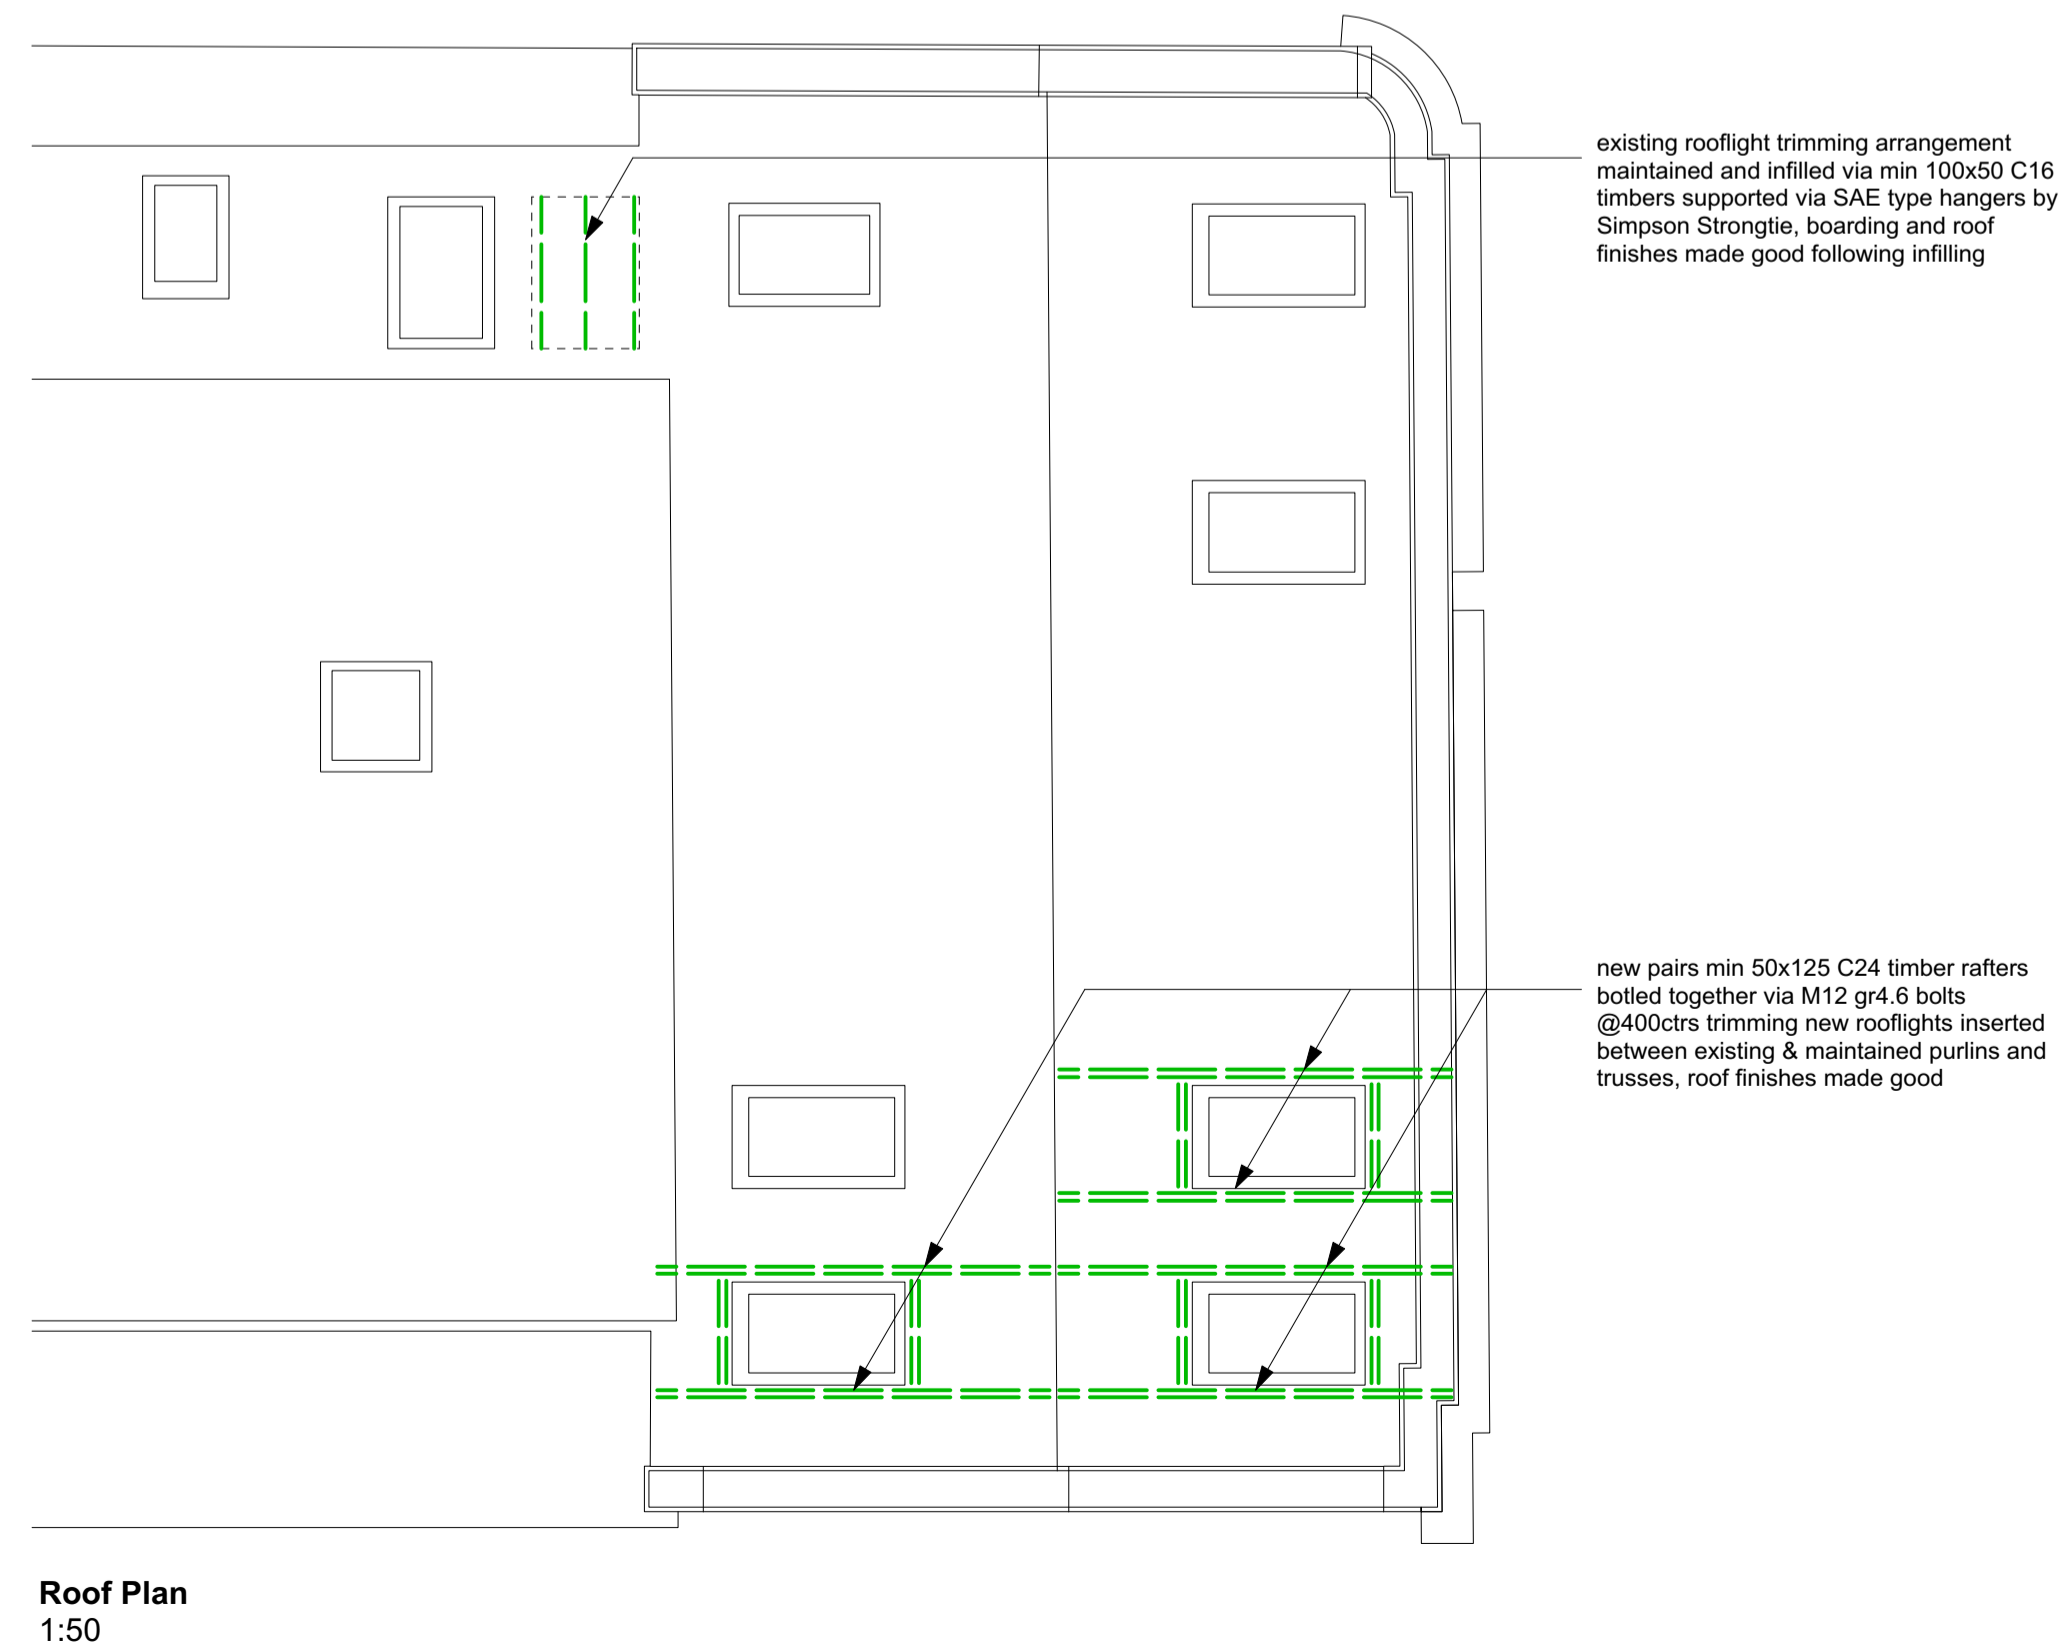 existing rooflight trimming arrangement
maintained and infilled via min 100x50 C16
timbers supported via SAE type hangers by
Simpson Strongtie, boarding and roof
finishes made good following infilling
new pairs min 50x125 C24 timber rafters
botled together via M12 gr4.6 bolts
@400ctrs trimming new rooflights inserted
between existing & maintained purlins and
trusses, roof finishes made good
Roof Plan
1:50